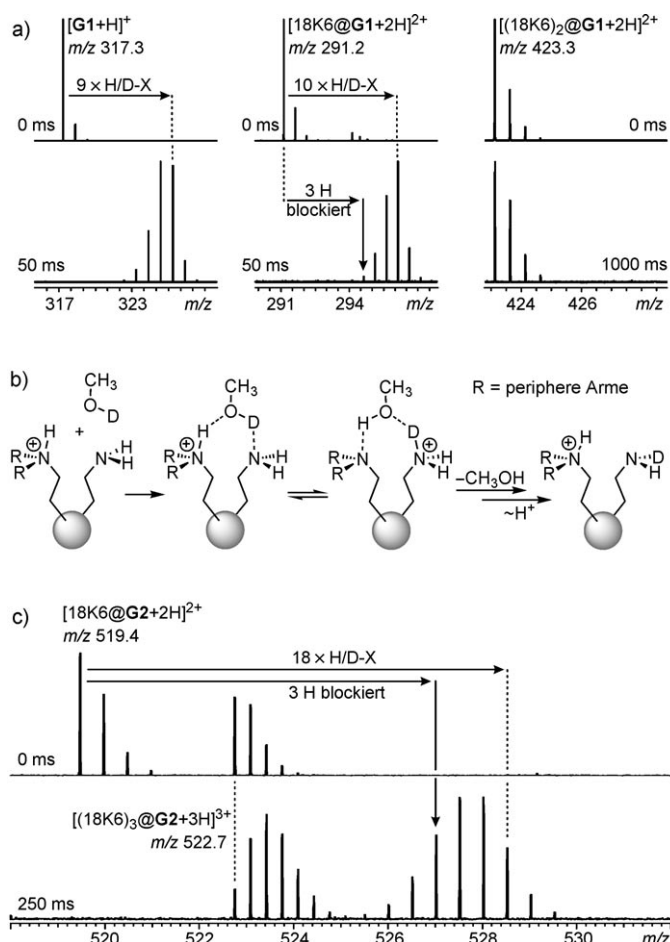 a)
[G1+H]⁺
m/z 317.3
9 × H/D-X
0 ms
50 ms
317 323 m/z
[18K6@G1+2H]²⁺
m/z 291.2
10 × H/D-X
0 ms
3 H
blockiert
50 ms
291 294 m/z
[(18K6)₂@G1+2H]²⁺
m/z 423.3
0 ms
1000 ms
424 426 m/z
b)
CH₃
O
D
H
+
⊕
R
R
N
N
H
H
R = periphere Arme
CH₃
O
H
D
⊕
R
R
N
N
H
H
CH₃
O
H
D
⊕
R
R
N
N
H
H
−CH₃OH
~H⁺
⊕
H
R
R
N
N
D
H
c)
[18K6@G2+2H]²⁺
m/z 519.4
18 × H/D-X
3 H blockiert
0 ms
[(18K6)₃@G2+3H]³⁺
m/z 522.7
250 ms
520 522 524 526 528 530 m/z